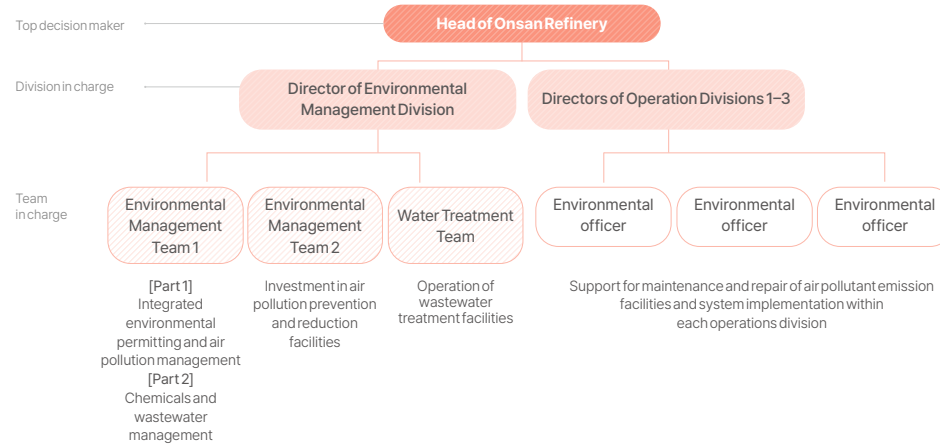 Top decision maker
Head of Onsan Refinery
Division in charge
Director of Environmental
Management Division
Directors of Operation Divisions 1–3
Team
in charge
Environmental
Management
Team 1
Environmental
Management
Team 2
Water Treatment
Team
Environmental
officer
Environmental
officer
Environmental
officer
[Part 1]
Integrated
environmental
permitting and air
pollution management
[Part 2]
Chemicals and
wastewater
management
Investment in air
pollution prevention
and reduction
facilities
Operation of
wastewater
treatment facilities
Support for maintenance and repair of air pollutant emission
facilities and system implementation within
each operations division